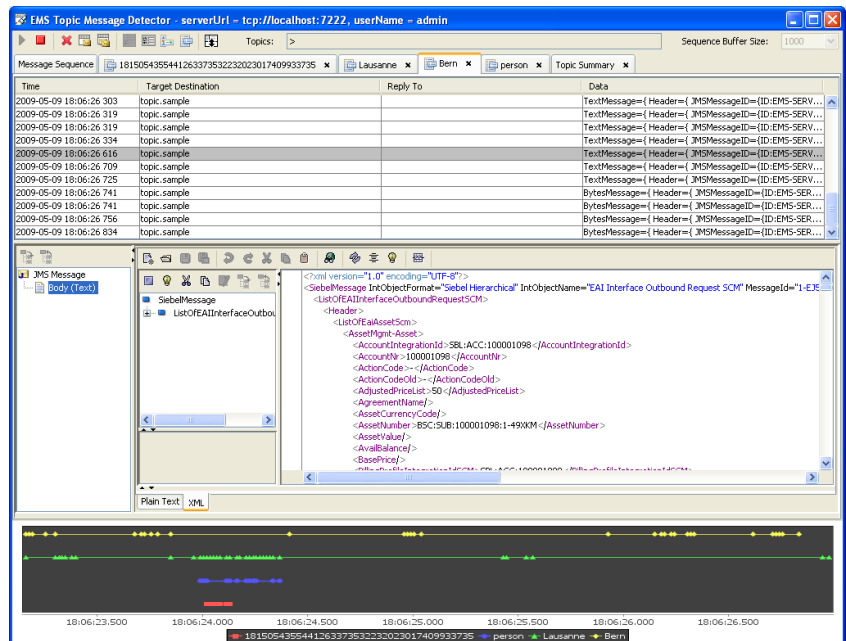 EMS Topic Message Detector - serverUrl = tcp://localhost:7222, userName = admin
Topics: > Sequence Buffer Size: 1000
Message Sequence 1815054355441263373532232023017409933735 Lausanne Bern person Topic Summary
Time Target Destination Reply To Data
2009-05-09 18:06:26 303 topic.sample TextMessage={ Header={ JMSMessageID={ID:EMS-SERV...
2009-05-09 18:06:26 319 topic.sample TextMessage={ Header={ JMSMessageID={ID:EMS-SERV...
2009-05-09 18:06:26 319 topic.sample TextMessage={ Header={ JMSMessageID={ID:EMS-SERV...
2009-05-09 18:06:26 334 topic.sample TextMessage={ Header={ JMSMessageID={ID:EMS-SERV...
2009-05-09 18:06:26 616 topic.sample TextMessage={ Header={ JMSMessageID={ID:EMS-SERV...
2009-05-09 18:06:26 709 topic.sample TextMessage={ Header={ JMSMessageID={ID:EMS-SERV...
2009-05-09 18:06:26 725 topic.sample TextMessage={ Header={ JMSMessageID={ID:EMS-SERV...
2009-05-09 18:06:26 741 topic.sample BytesMessage={ Header={ JMSMessageID={ID:EMS-SER...
2009-05-09 18:06:26 741 topic.sample BytesMessage={ Header={ JMSMessageID={ID:EMS-SER...
2009-05-09 18:06:26 756 topic.sample BytesMessage={ Header={ JMSMessageID={ID:EMS-SER...
2009-05-09 18:06:26 834 topic.sample BytesMessage={ Header={ JMSMessageID={ID:EMS-SER...
JMS Message
Body (Text)
SiebelMessage
ListOfEAIInterfaceOutbou
<?xml version="1.0" encoding="UTF-8"?>
<SiebelMessage IntObjectFormat="Siebel Hierarchical" IntObjectName="EAI Interface Outbound Request SCM" MessageId="1-EJ5
<ListOfEAIInterfaceOutboundRequestSCM>
<Header>
<ListOfEaiAssetScm>
<AssetMgmt-Asset>
<AccountIntegrationId>SBL:ACC:100001098</AccountIntegrationId>
<AccountNr>100001098</AccountNr>
<ActionCode>-</ActionCode>
<ActionCodeOld>-</ActionCodeOld>
<AdjustedPriceList>50</AdjustedPriceList>
<AgreementName/>
<AssetCurrencyCode/>
<AssetNumber>BSC:SUB:100001098:1-49XKM</AssetNumber>
<AssetValue/>
<AvailBalance/>
<BasePrice/>
Plain Text XML
18:06:23.500 18:06:24.000 18:06:24.500 18:06:25.000 18:06:25.500 18:06:26.000 18:06:26.500
1815054355441263373532232023017409933735 person Lausanne Bern